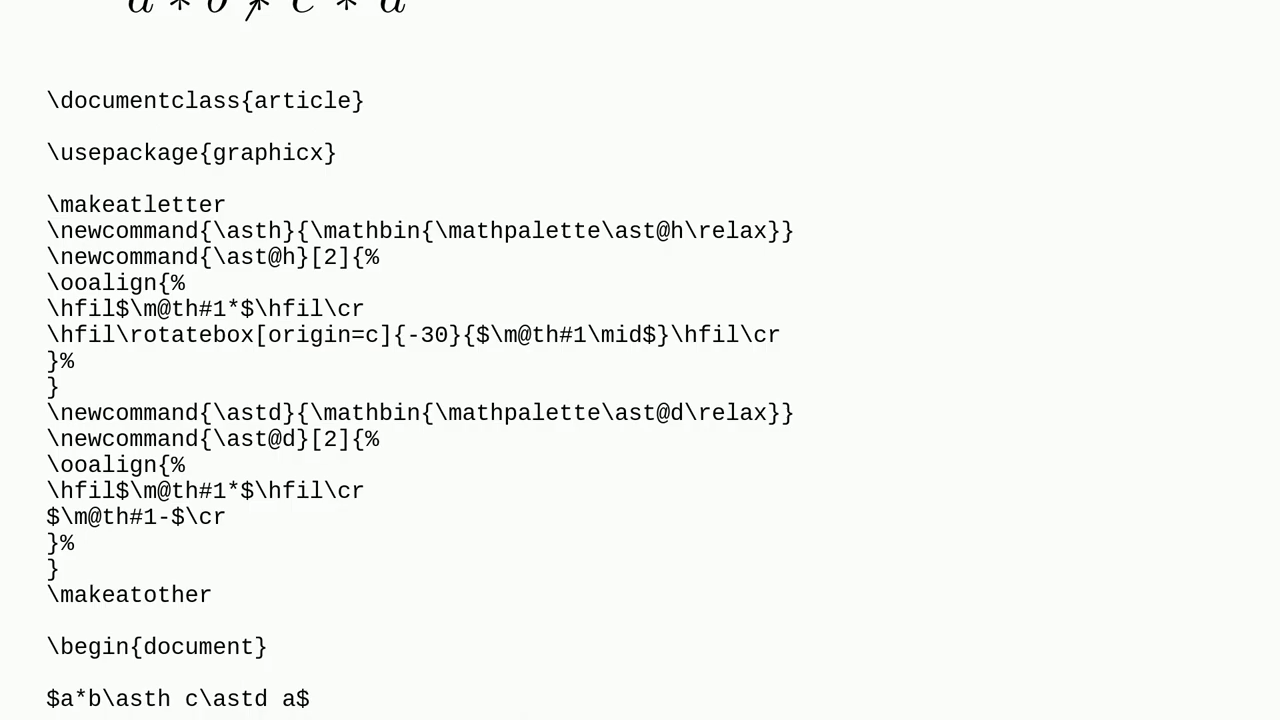 a * b * c * a
\documentclass{article}
\usepackage{graphicx}
\makeatletter
\newcommand{\asth}{\mathbin{\mathpalette\ast@h\relax}}
\newcommand{\ast@h}[2]{%
\ooalign{%
\hfil$\m@th#1*$\hfil\cr
\hfil\rotatebox[origin=c]{-30}{$\m@th#1\mid$}\hfil\cr
}%
}
\newcommand{\astd}{\mathbin{\mathpalette\ast@d\relax}}
\newcommand{\ast@d}[2]{%
\ooalign{%
\hfil$\m@th#1*$\hfil\cr
$\m@th#1-$\cr
}%
}
\makeatother
\begin{document}
$a*b\asth c\astd a$